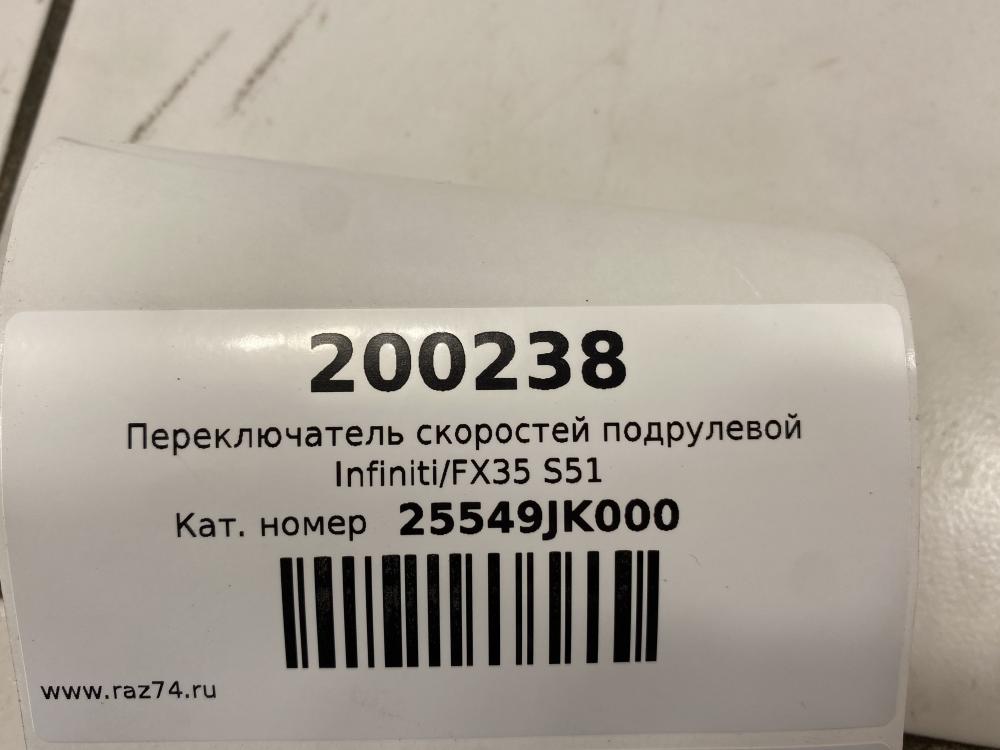 200238
Переключатель скоростей подрулевой
Infiniti/FX35 S51
Кат. номер 25549JK000
www.raz74.ru